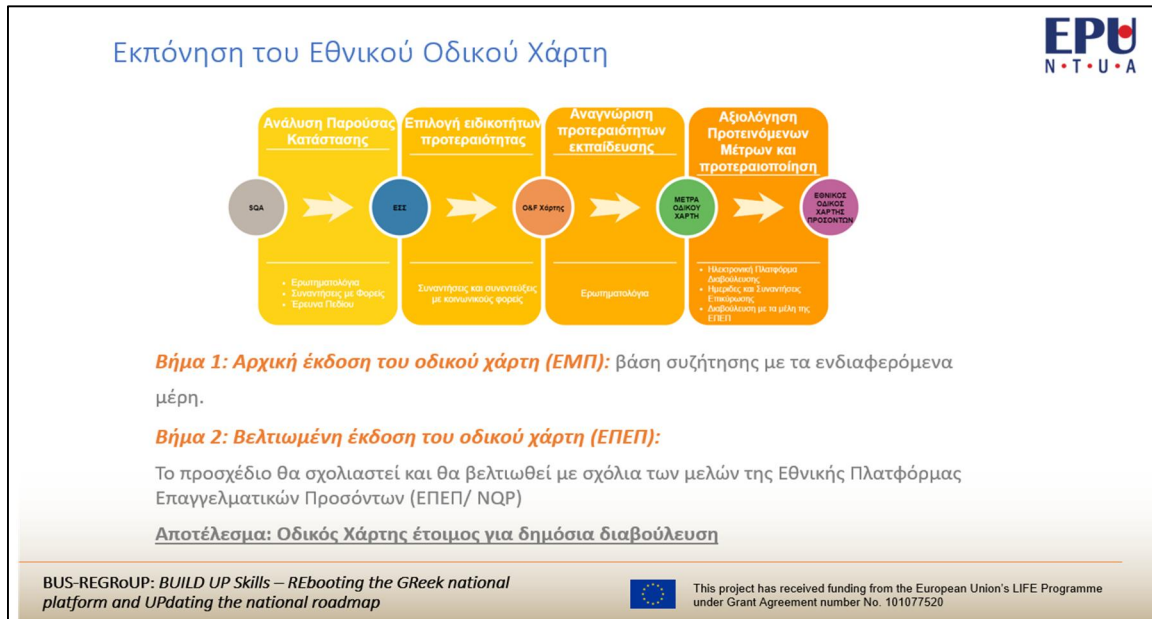 Εκπόνηση του Εθνικού Οδικού Χάρτη
EPU
N•T•U•A
Ανάλυση Παρούσας
Κατάστασης
Επιλογή ειδικοτήτων
προτεραιότητας
Αναγνώριση
προτεραιότητων
εκπαίδευσης
Αξιολόγηση
Προτεινόμενων
Μέτρων και
προτεραιοποίηση
SQA
ΕΣΣ
O&F Χάρτης
ΜΕΤΡΑ
ΟΔΙΚΟΥ
ΧΑΡΤΗ
ΕΘΝΙΚΟΣ
ΟΔΙΚΟΣ
ΧΑΡΤΗΣ
ΠΡΟΣΟΝΤΩΝ
• Ερωτηματολόγια
• Συναντήσεις με Φορείς
• Έρευνα Πεδίου
Συναντήσεις και συνεντεύξεις
με κοινωνικούς φορείς
Ερωτηματολόγια
• Ηλεκτρονική Πλατφόρμα
Διαβούλευσης
• Ημερίδες και Συναντήσεις
Επικύρωσης
• Διαβούλευση με τα μέλη της
ΕΠΕΠ
Βήμα 1: Αρχική έκδοση του οδικού χάρτη (ΕΜΠ): βάση συζήτησης με τα ενδιαφερόμενα
μέρη.
Βήμα 2: Βελτιωμένη έκδοση του οδικού χάρτη (ΕΠΕΠ):
Το προσχέδιο θα σχολιαστεί και θα βελτιωθεί με σχόλια των μελών της Εθνικής Πλατφόρμας
Επαγγελματικών Προσόντων (ΕΠΕΠ/ NQP)
Αποτέλεσμα: Οδικός Χάρτης έτοιμος για δημόσια διαβούλευση
BUS-REGRoUP: BUILD UP Skills – REbooting the GReek national
platform and UPdating the national roadmap
This project has received funding from the European Union's LIFE Programme
under Grant Agreement number No. 101077520